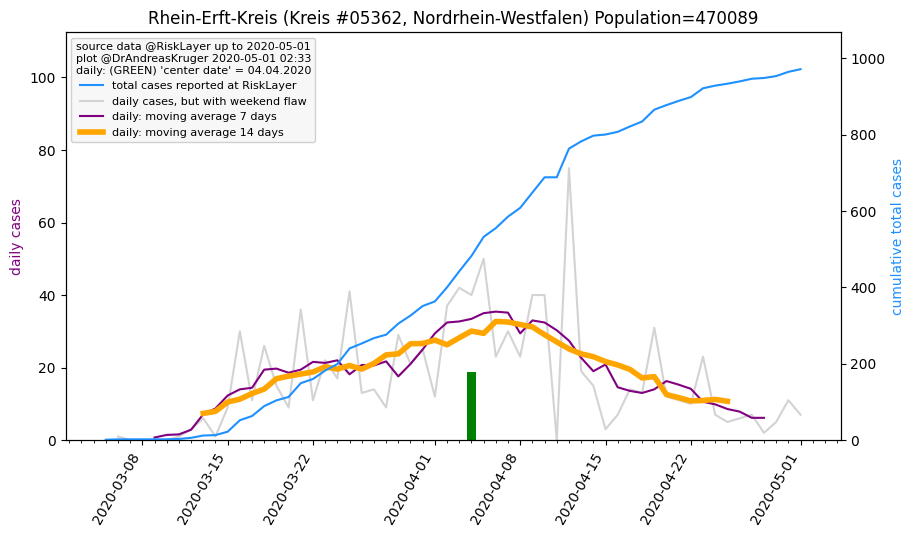 Rhein-Erft-Kreis (Kreis #05362, Nordrhein-Westfalen) Population=470089
source data @RiskLayer up to 2020-05-01
plot @DrAndreasKruger 2020-05-01 02:33
daily: (GREEN) 'center date' = 04.04.2020
total cases reported at RiskLayer
daily cases, but with weekend flaw
daily: moving average 7 days
daily: moving average 14 days
daily cases
100
80
60
40
20
0
cumulative total cases
1000
800
600
400
200
0
2020-03-08
2020-03-15
2020-03-22
2020-04-01
2020-04-08
2020-04-15
2020-04-22
2020-05-01